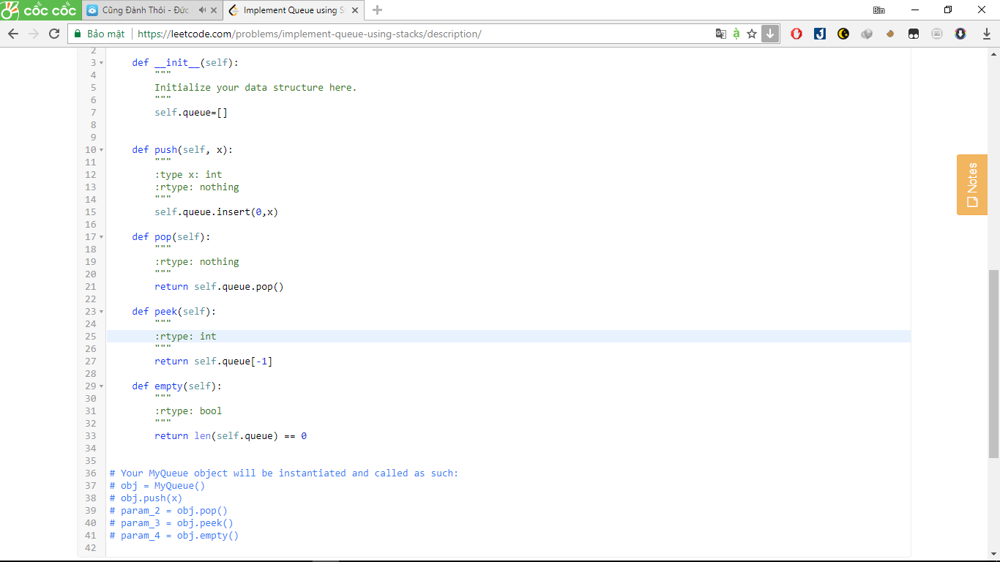 cốc cốc
Cũng Đành Thôi - Đức
Implement Queue using S
Bin
Bảo mật
https://leetcode.com/problems/implement-queue-using-stacks/description/
2
3 def __init__(self):
4 """
5 Initialize your data structure here.
6 """
7 self.queue=[]
8
9
10 def push(self, x):
11 """
12 :type x: int
13 :rtype: nothing
14 """
15 self.queue.insert(0,x)
16
17 def pop(self):
18 """
19 :rtype: nothing
20 """
21 return self.queue.pop()
22
23 def peek(self):
24 """
25 :rtype: int
26 """
27 return self.queue[-1]
28
29 def empty(self):
30 """
31 :rtype: bool
32 """
33 return len(self.queue) == 0
34
35
36 # Your MyQueue object will be instantiated and called as such:
37 # obj = MyQueue()
38 # obj.push(x)
39 # param_2 = obj.pop()
40 # param_3 = obj.peek()
41 # param_4 = obj.empty()
42
Notes